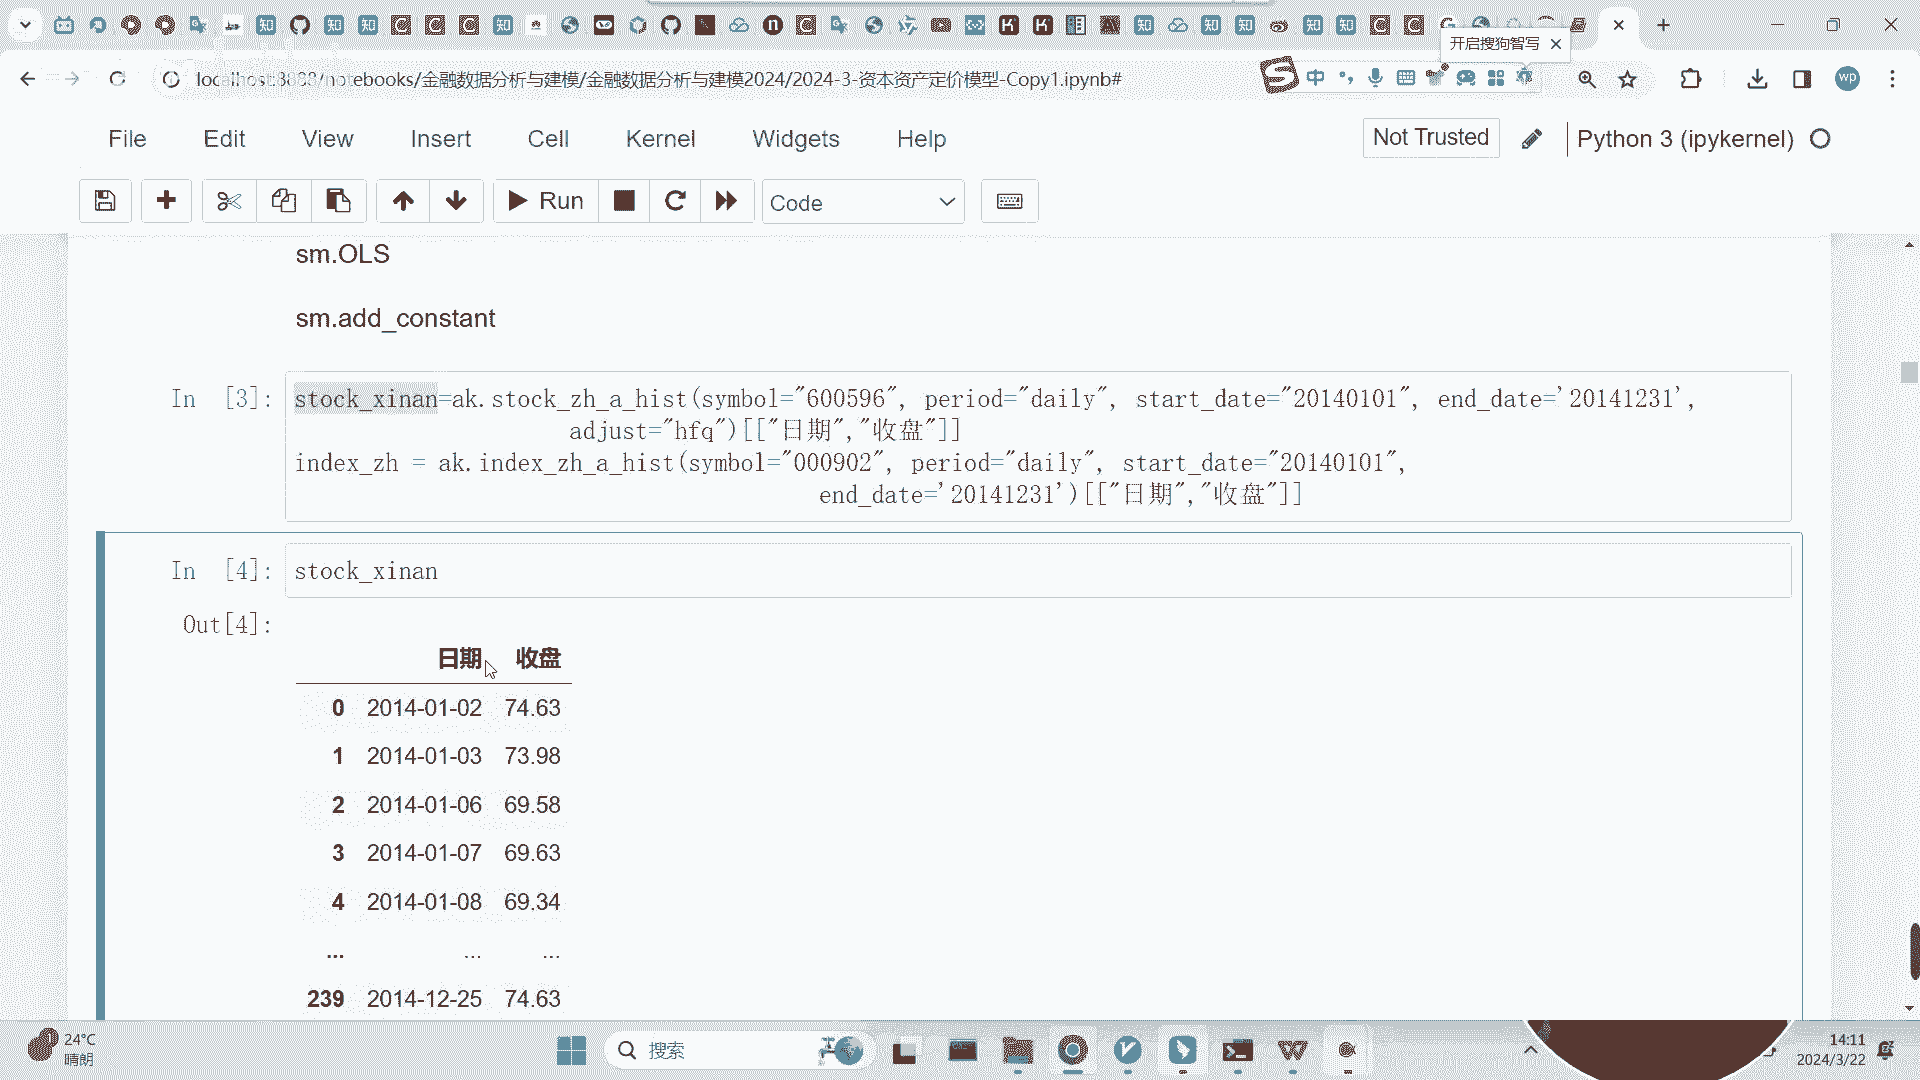 开启搜狗智写
localhost:8888/notebooks/金融数据分析与建模/金融数据分析与建模2024/2024-3-资本资产定价模型-Copy1.ipynb#
中
wp
File Edit View Insert Cell Kernel Widgets Help
Not Trusted
Python 3 (ipykernel)
Run
Code
sm.OLS
sm.add_constant
In [3]: stock_xinan=ak.stock_zh_a_hist(symbol="600596", period="daily", start_date="20140101", end_date='20141231',
adjust="hfq")[["日期","收盘"]]
index_zh = ak.index_zh_a_hist(symbol="000902", period="daily", start_date="20140101",
end_date='20141231')[["日期","收盘"]]
In [4]: stock_xinan
Out[4]:
日期 收盘
0 2014-01-02 74.63
1 2014-01-03 73.98
2 2014-01-06 69.58
3 2014-01-07 69.63
4 2014-01-08 69.34
... ... ...
239 2014-12-25 74.63
24°C
晴朗
搜索
14:11
2024/3/22